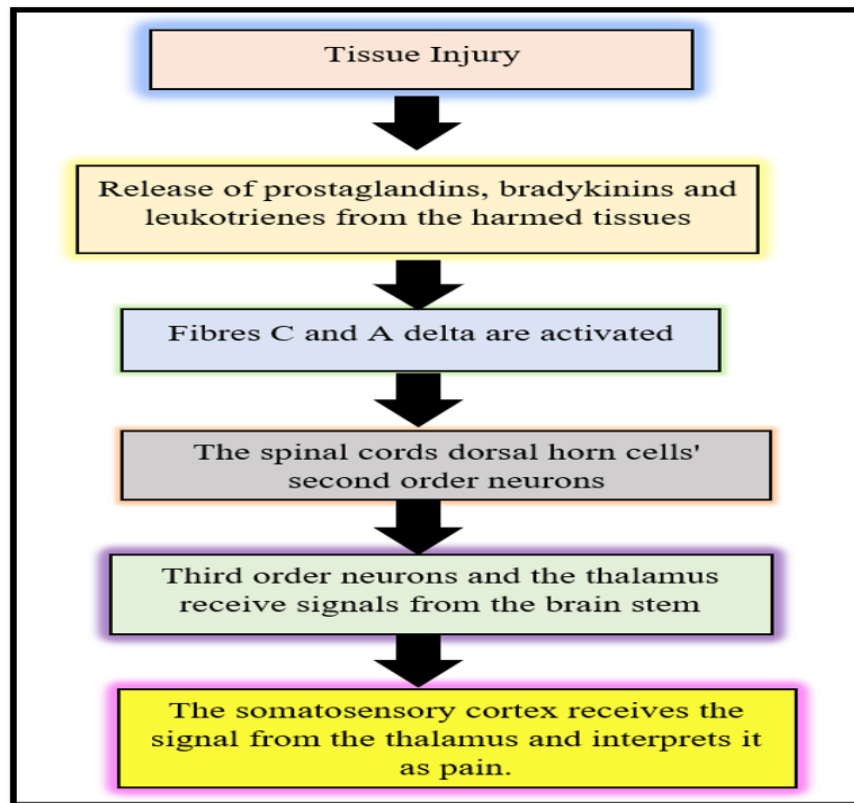 Tissue Injury
Release of prostaglandins, bradykinins and
leukotrienes from the harmed tissues
Fibres C and A delta are activated
The spinal cords dorsal horn cells'
second order neurons
Third order neurons and the thalamus
receive signals from the brain stem
The somatosensory cortex receives the
signal from the thalamus and interprets it
as pain.